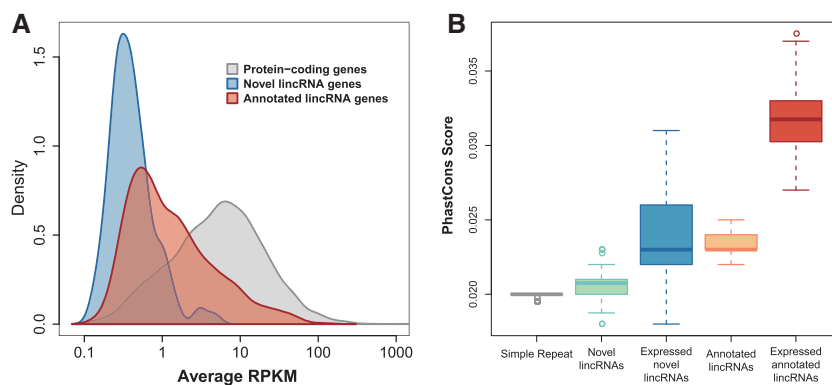 A
Density
0.0
0.5
1.0
1.5
Protein−coding genes
Novel lincRNA genes
Annotated lincRNA genes
0.1
1
10
100
1000
Average RPKM
B
PhastCons Score
0.020
0.025
0.035
Simple Repeat
Novel
lincRNAs
Expressed
novel
lincRNAs
Annotated
lincRNAs
Expressed
annotated
lincRNAs